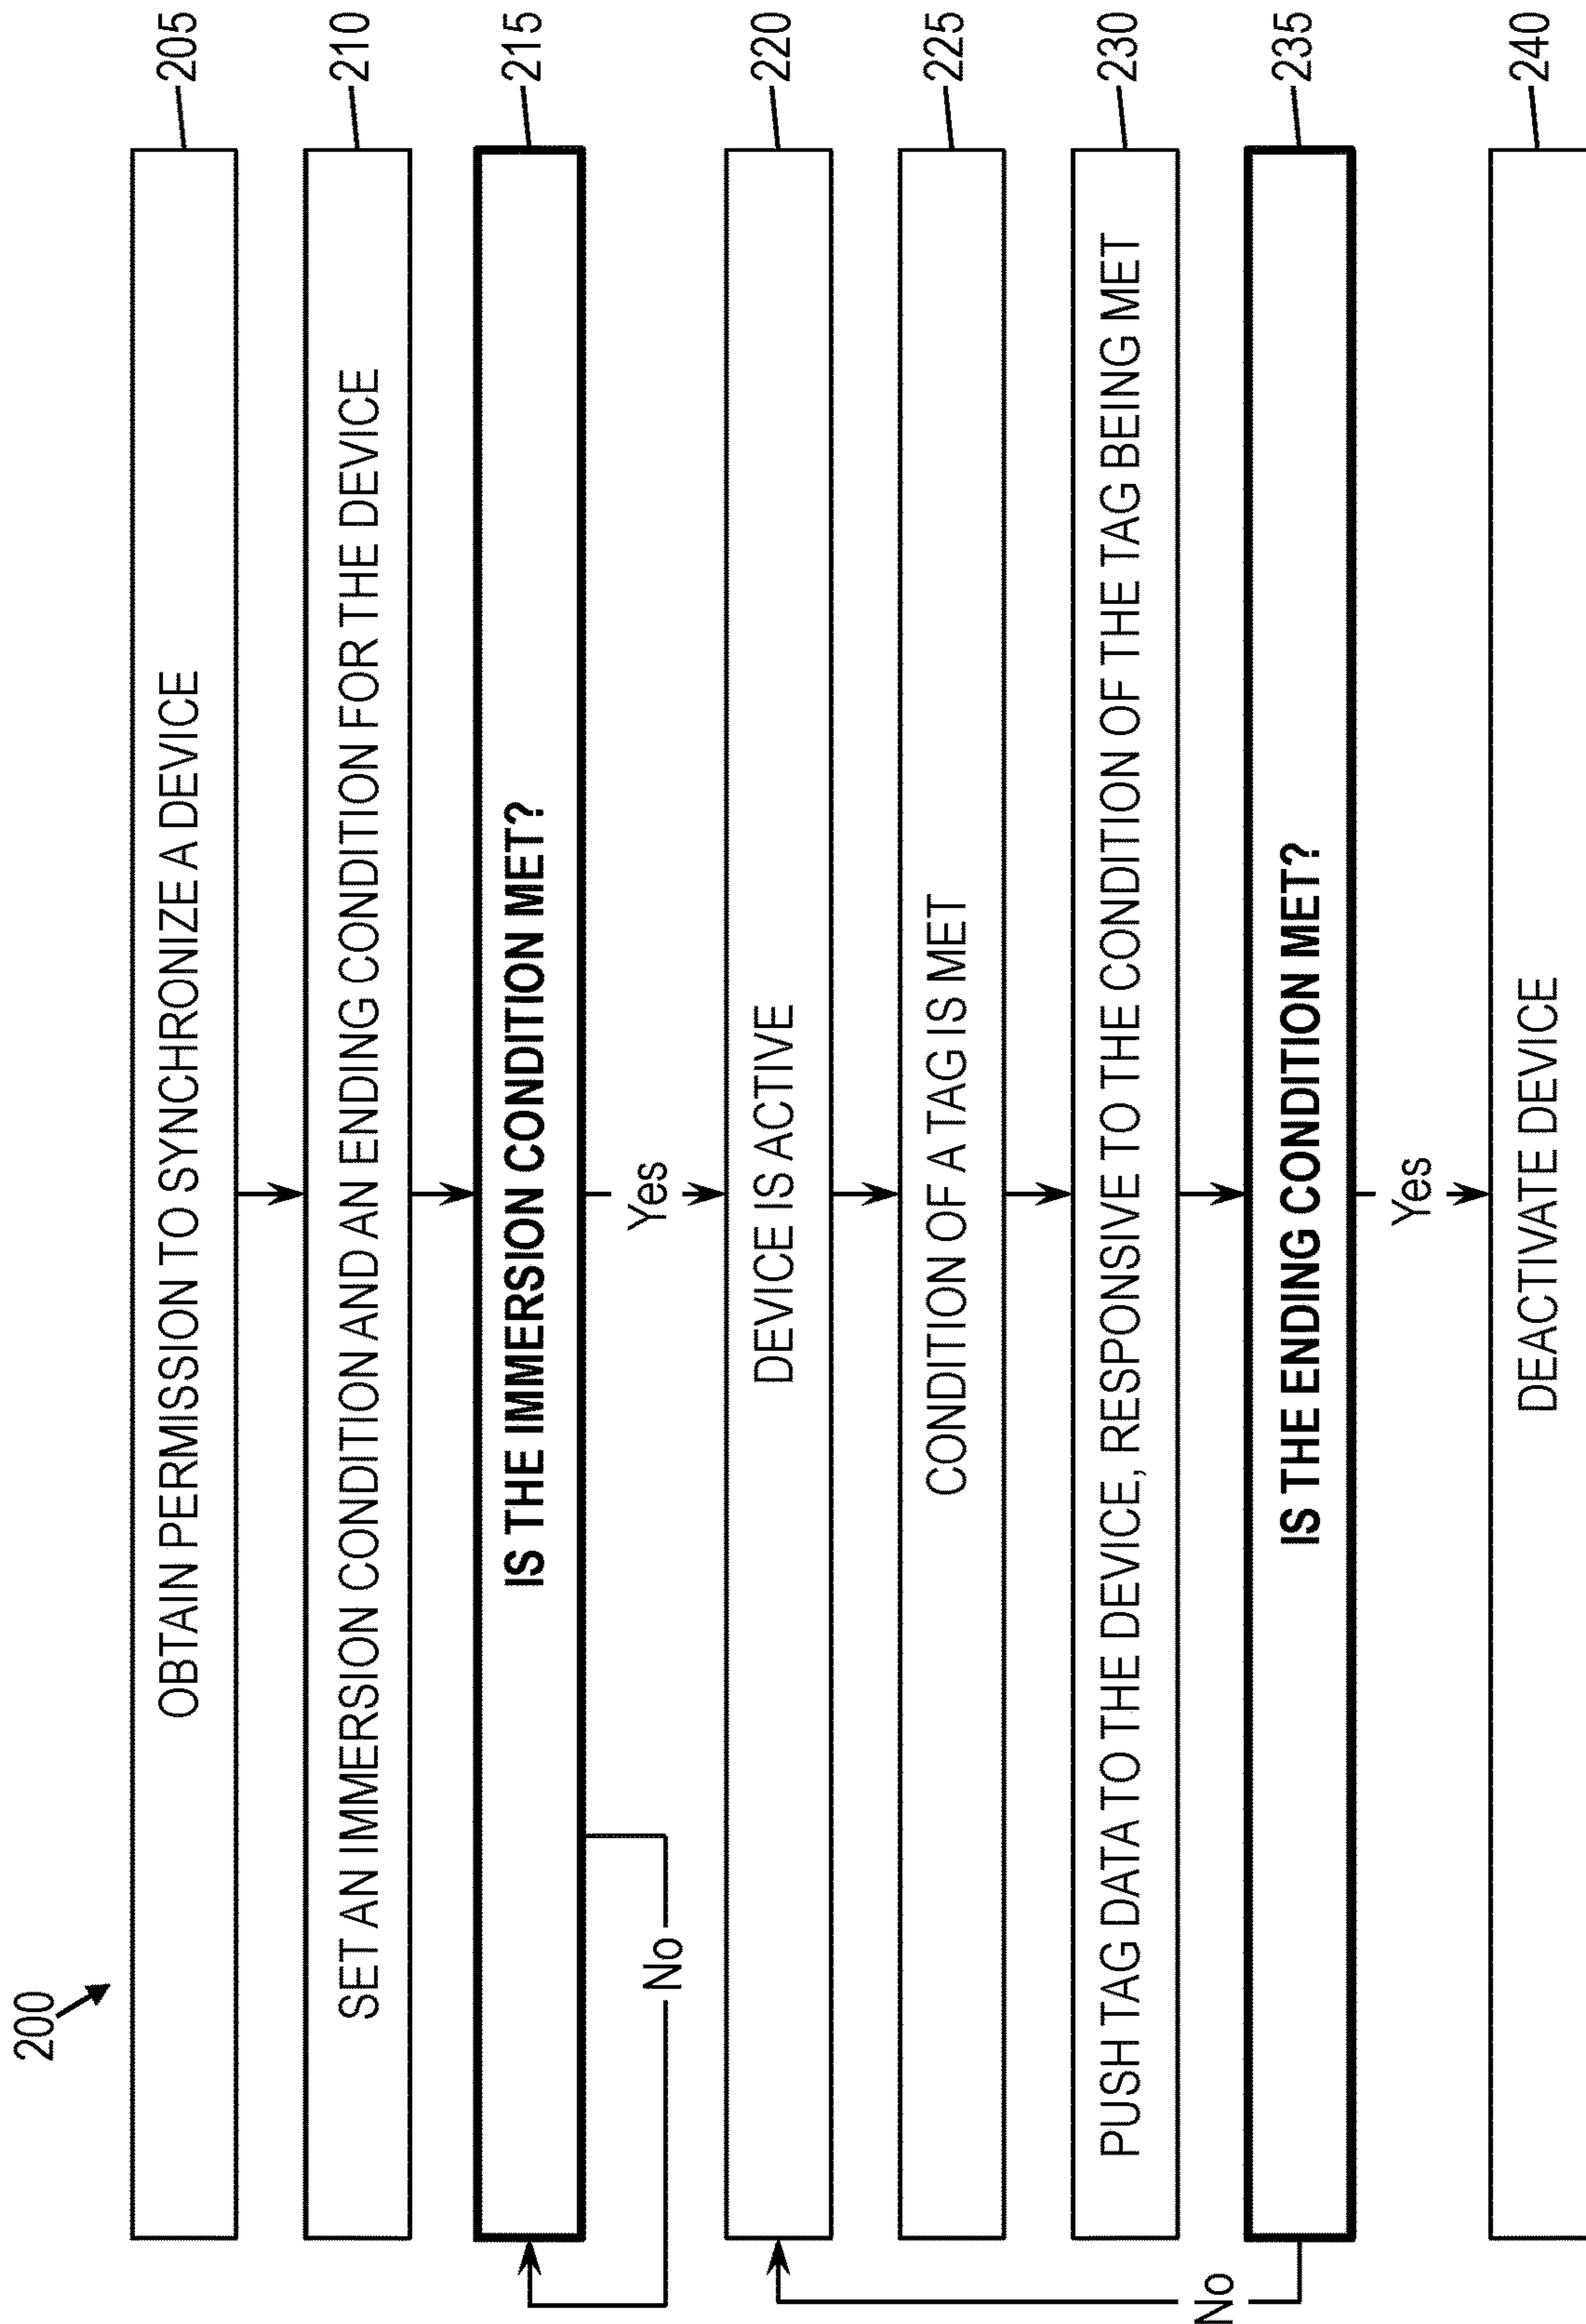 200
OBTAIN PERMISSION TO SYNCHRONIZE A DEVICE
205
SET AN IMMERSION CONDITION AND AN ENDING CONDITION FOR THE DEVICE
210
IS THE IMMERSION CONDITION MET?
215
No
Yes
DEVICE IS ACTIVE
220
CONDITION OF A TAG IS MET
225
PUSH TAG DATA TO THE DEVICE, RESPONSIVE TO THE CONDITION OF THE TAG BEING MET
230
IS THE ENDING CONDITION MET?
235
No
Yes
DEACTIVATE DEVICE
240